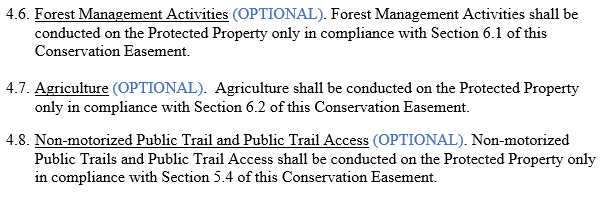 4.6. Forest Management Activities (OPTIONAL). Forest Management Activities shall be
conducted on the Protected Property only in compliance with Section 6.1 of this
Conservation Easement.
4.7. Agriculture (OPTIONAL). Agriculture shall be conducted on the Protected Property
only in compliance with Section 6.2 of this Conservation Easement.
4.8. Non-motorized Public Trail and Public Trail Access (OPTIONAL). Non-motorized
Public Trails and Public Trail Access shall be conducted on the Protected Property only
in compliance with Section 5.4 of this Conservation Easement.